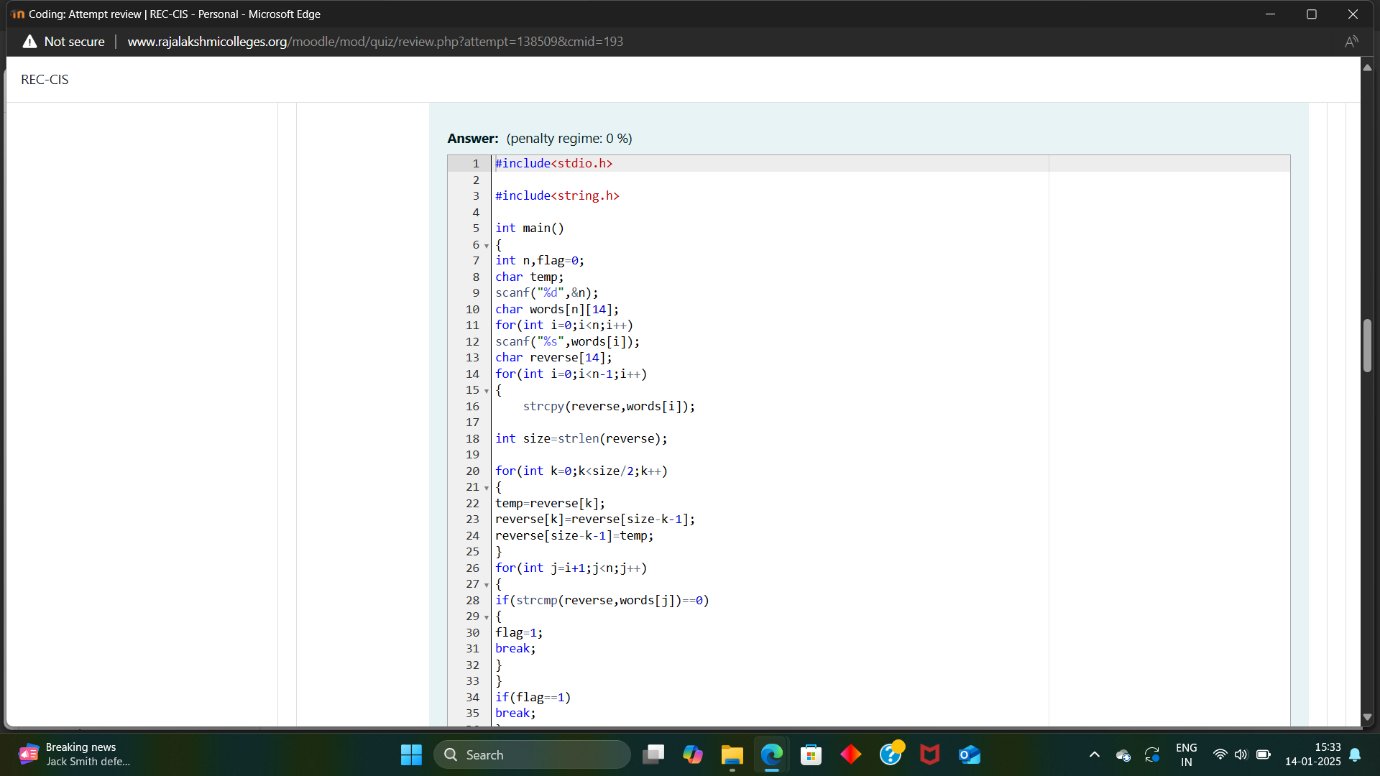 Coding: Attempt review | REC-CIS - Personal - Microsoft Edge
Not secure | www.rajalakshmicolleges.org/moodle/mod/quiz/review.php?attempt=138509&cmid=193
REC-CIS
Answer: (penalty regime: 0 %)
1 #include<stdio.h>
2
3 #include<string.h>
4
5 int main()
6 {
7 int n,flag=0;
8 char temp;
9 scanf("%d",&n);
10 char words[n][14];
11 for(int i=0;i<n;i++)
12 scanf("%s",words[i]);
13 char reverse[14];
14 for(int i=0;i<n-1;i++)
15 {
16     strcpy(reverse,words[i]);
17
18 int size=strlen(reverse);
19
20 for(int k=0;k<size/2;k++)
21 {
22 temp=reverse[k];
23 reverse[k]=reverse[size-k-1];
24 reverse[size-k-1]=temp;
25 }
26 for(int j=i+1;j<n;j++)
27 {
28 if(strcmp(reverse,words[j])==0)
29 {
30 flag=1;
31 break;
32 }
33 }
34 if(flag==1)
35 break;
Breaking news
Jack Smith defe...
Search
ENG
IN
15:33
14-01-2025